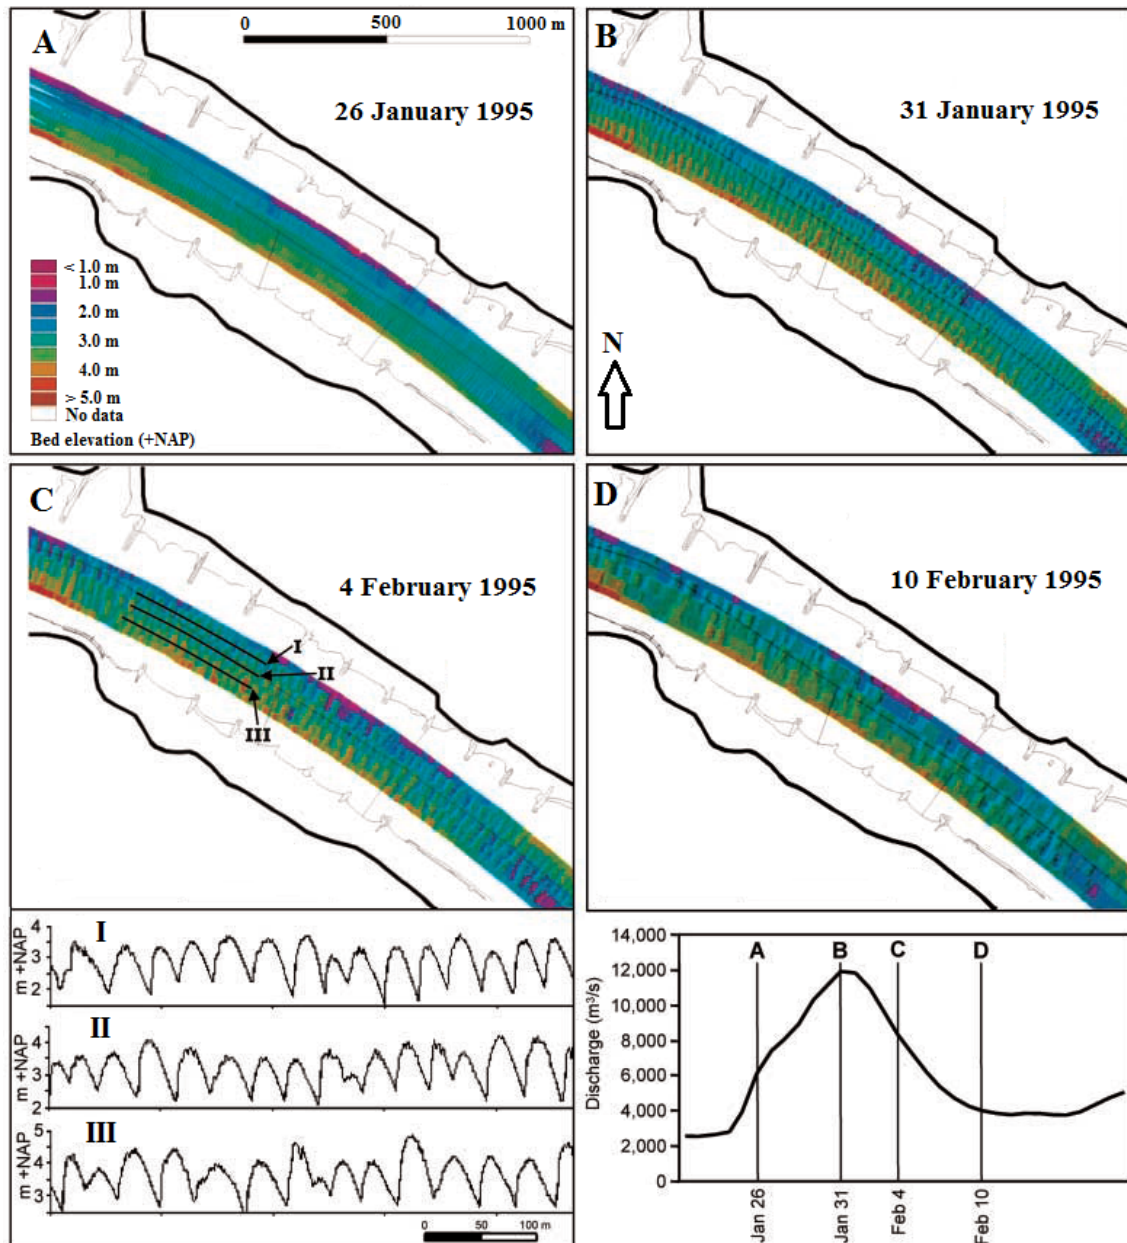 A
0 500 1000 m
26 January 1995
< 1.0 m
1.0 m
2.0 m
3.0 m
4.0 m
> 5.0 m
No data
Bed elevation (+NAP)
B
31 January 1995
N
C
4 February 1995
I
II
III
D
10 February 1995
I
4
3
2
m +NAP
II
4
3
2
m +NAP
III
5
4
3
m +NAP
0 50 100 m
14,000
12,000
10,000
8,000
6,000
4,000
2,000
0
Discharge (m³/s)
A B C D
Jan 26
Jan 31
Feb 4
Feb 10